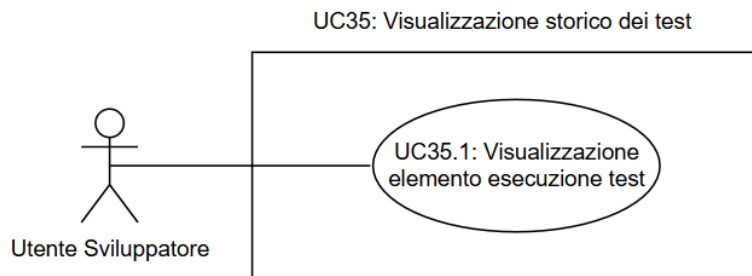 UC35: Visualizzazione storico dei test
UC35.1: Visualizzazione
elemento esecuzione test
Utente Sviluppatore